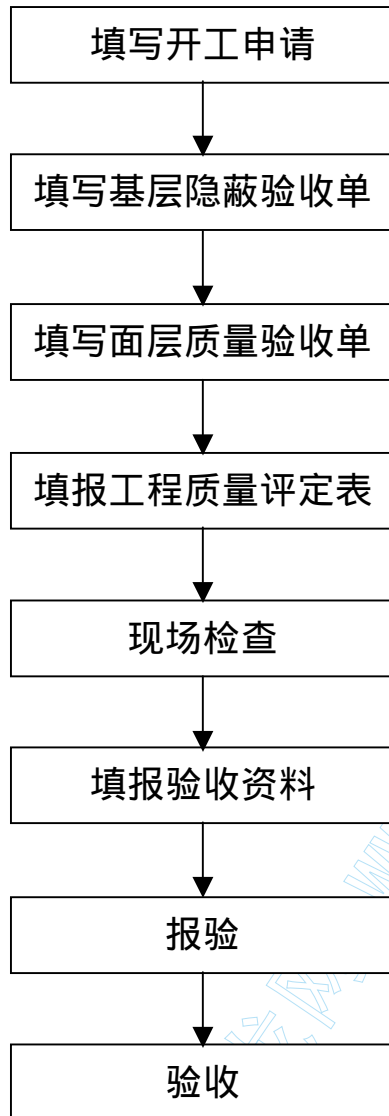 填写开工申请
填写基层隐蔽验收单
填写面层质量验收单
填报工程质量评定表
现场检查
填报验收资料
报验
验收